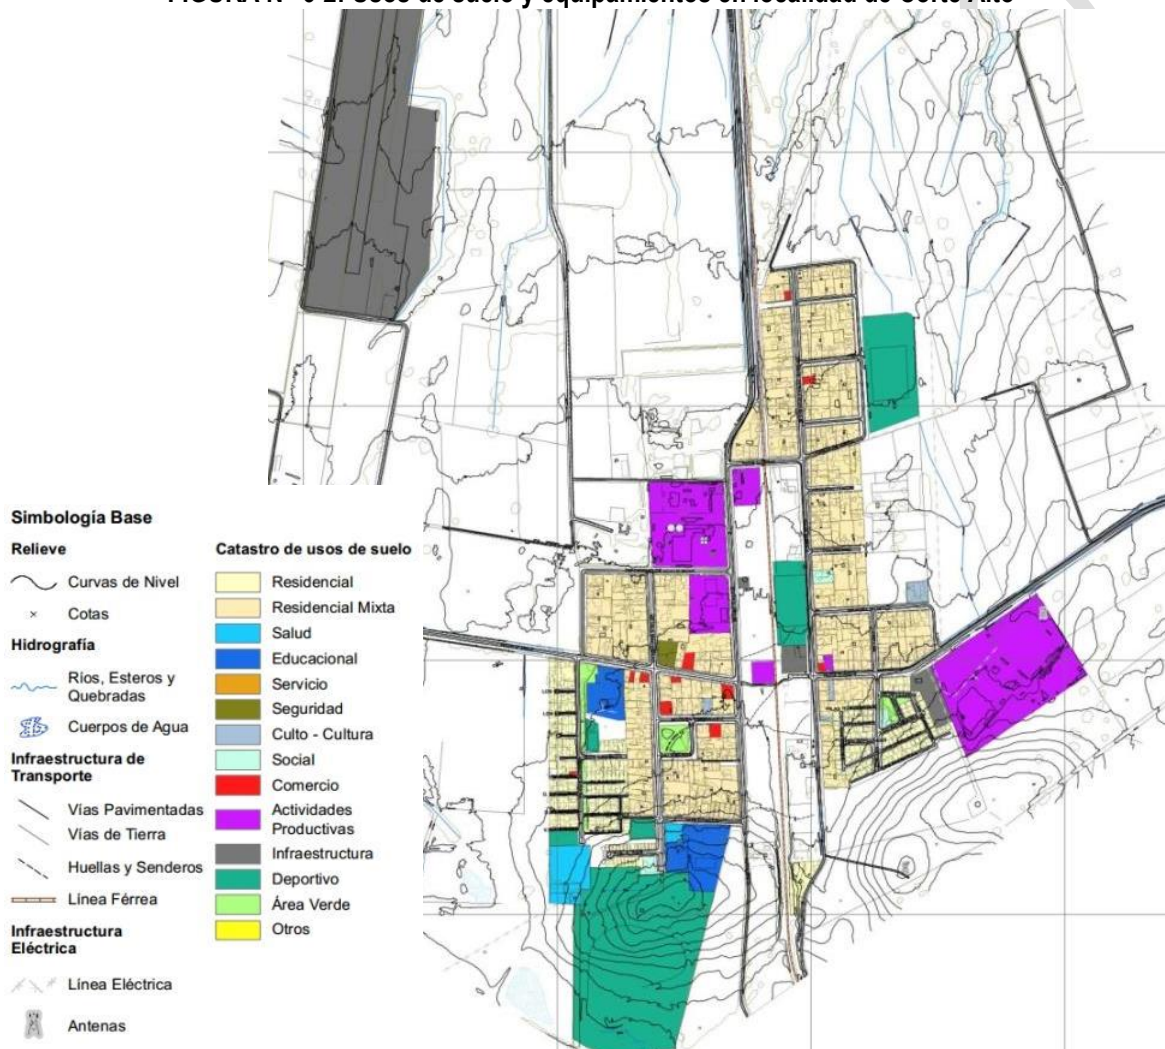 Simbología Base
Relieve
Curvas de Nivel
Cotas
Hidrografía
Ríos, Esteros y
Quebradas
Cuerpos de Agua
Infraestructura de
Transporte
Vías Pavimentadas
Vías de Tierra
Huellas y Senderos
Línea Férrea
Infraestructura
Eléctrica
Línea Eléctrica
Antenas
Catastro de usos de suelo
Residencial
Residencial Mixta
Salud
Educacional
Servicio
Seguridad
Culto - Cultura
Social
Comercio
Actividades
Productivas
Infraestructura
Deportivo
Área Verde
Otros